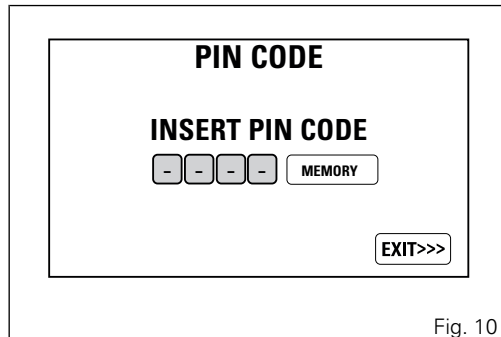 PIN CODE
INSERT PIN CODE
- - - - MEMORY
EXIT>>>
Fig. 10